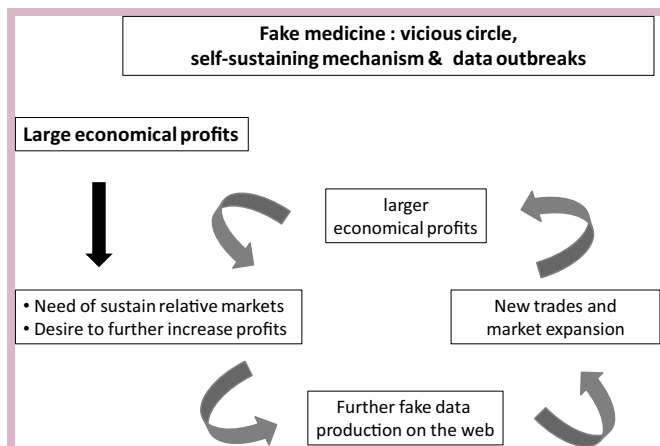 Fake medicine : vicious circle,
self-sustaining mechanism & data outbreaks
Large economical profits
larger
economical profits
• Need of sustain relative markets
• Desire to further increase profits
New trades and
market expansion
Further fake data
production on the web